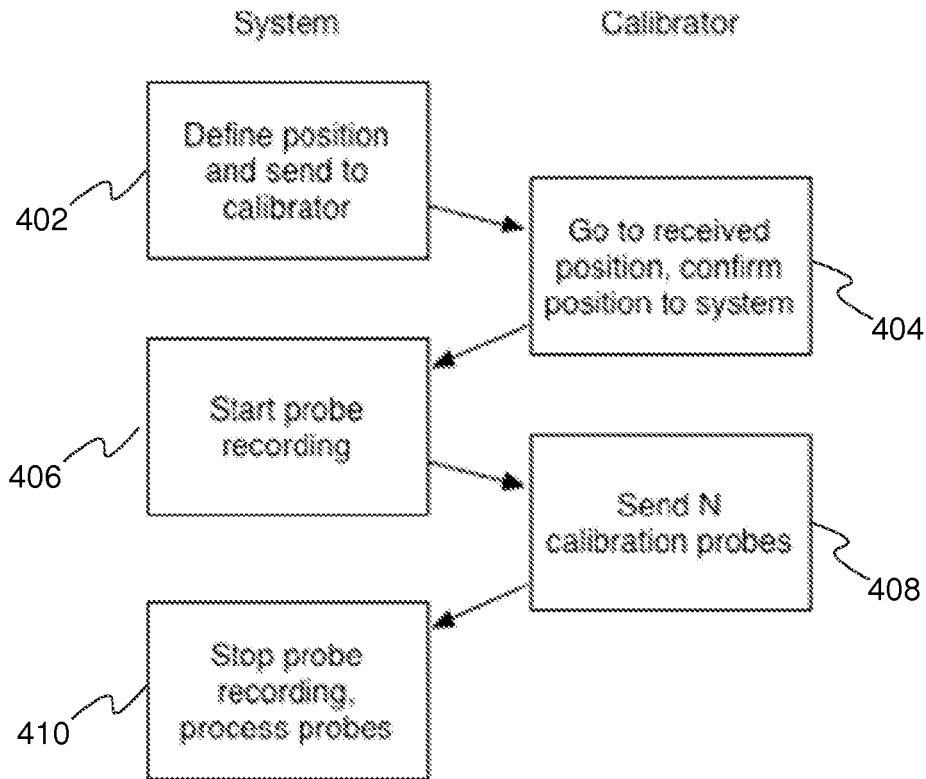 System
Calibrator
Define position
and send to
calibrator
402
Go to received
position, confirm
position to system
404
Start probe
recording
406
Send N
calibration probes
408
Stop probe
recording,
process probes
410